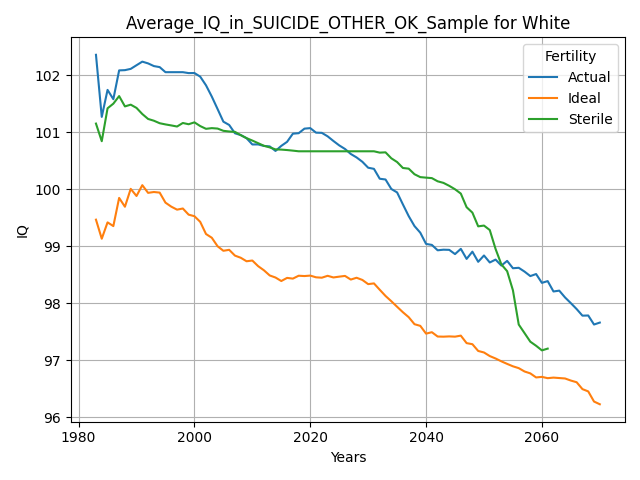 Average_IQ_in_SUICIDE_OTHER_OK_Sample for White
Fertility
Actual
Ideal
Sterile
IQ
102
101
100
99
98
97
96
1980
2000
2020
2040
2060
Years